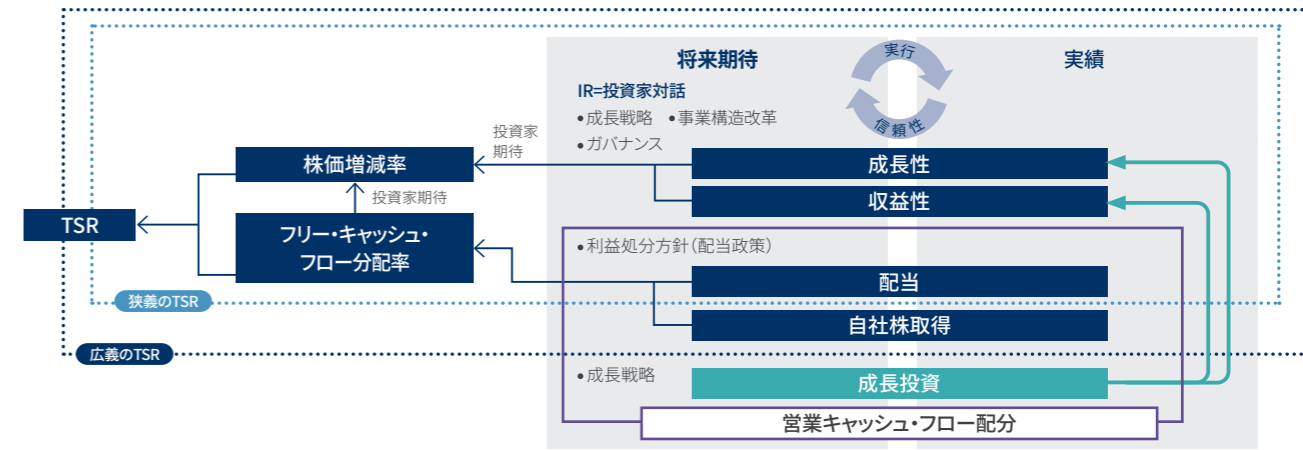 将来期待
実行
信頼性
実績
IR=投資家対話
•成長戦略 •事業構造改革
•ガバナンス
投資家
期待
株価増減率
成長性
投資家期待
収益性
TSR
フリー・キャッシュ・
フロー分配率
•利益処分方針(配当政策)
配当
狭義のTSR
自社株取得
広義のTSR
•成長戦略
成長投資
営業キャッシュ・フロー配分